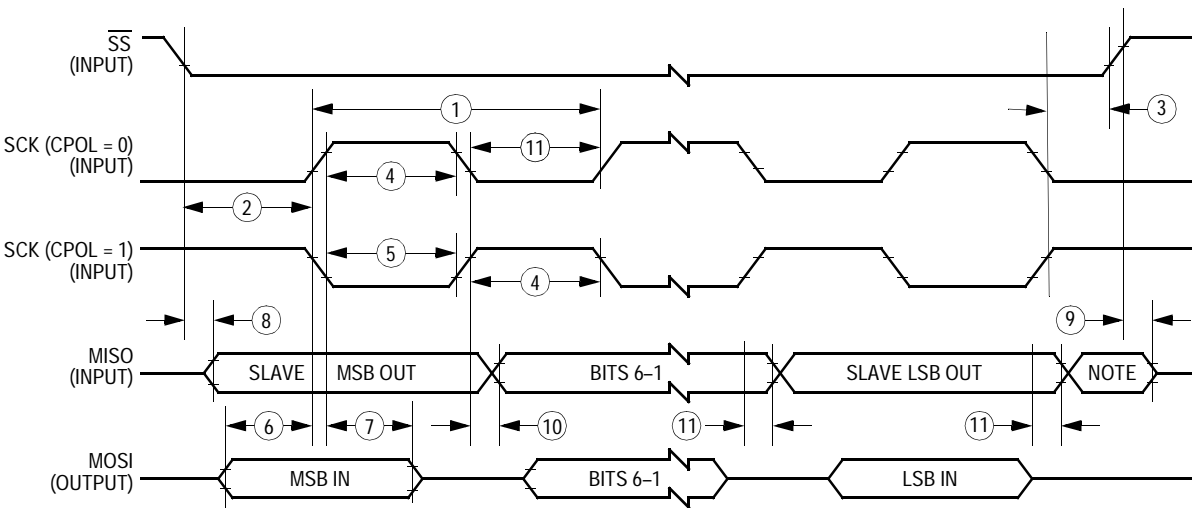 SS
(INPUT)
1
3
SCK (CPOL = 0)
(INPUT)
11
4
2
SCK (CPOL = 1)
(INPUT)
5
4
8
9
MISO
(INPUT)
SLAVE MSB OUT
BITS 6–1
SLAVE LSB OUT
NOTE
6
7
10
11
11
MOSI
(OUTPUT)
MSB IN
BITS 6–1
LSB IN